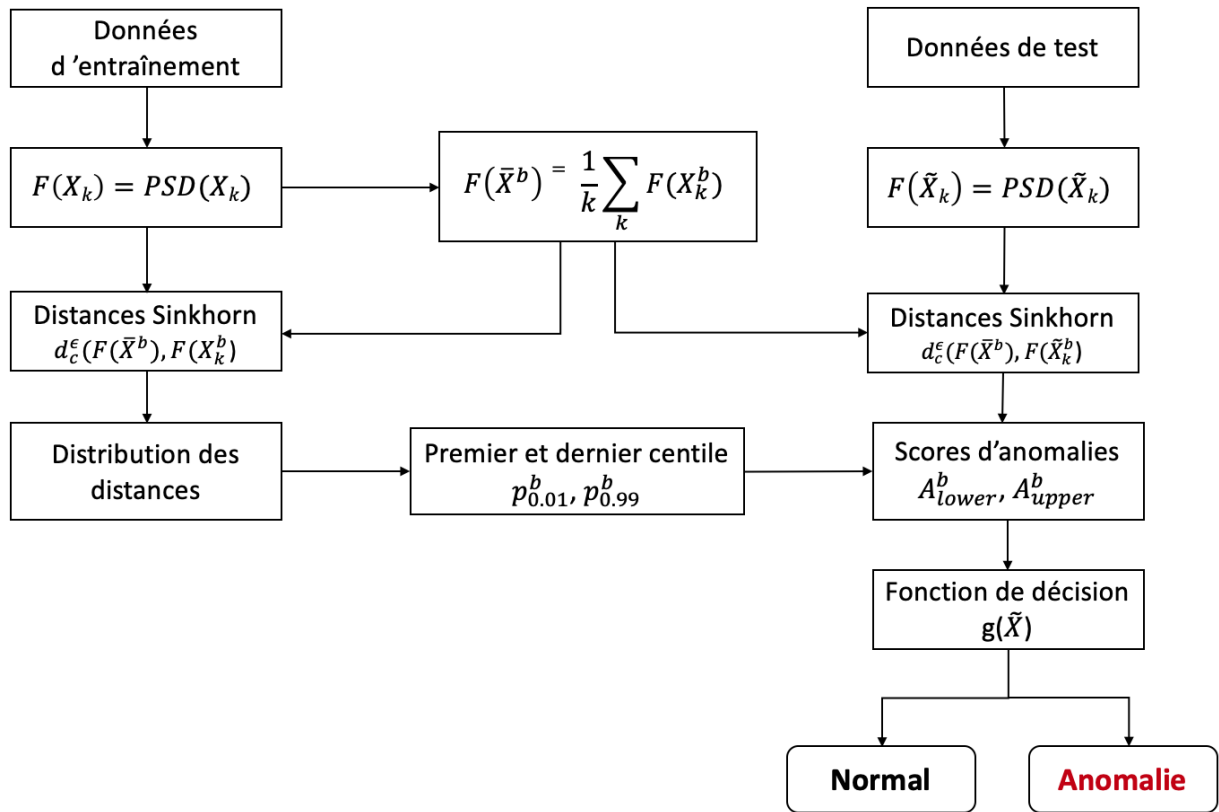 Données
d ’entraînement
Données de test
F(X_k) = PSD(X_k)
F(X̄^b) = 1/k ∑_k F(X_k^b)
F(X̃_k) = PSD(X̃_k)
Distances Sinkhorn
d_c^ϵ(F(X̄^b), F(X_k^b)
Distances Sinkhorn
d_c^ϵ(F(X̄^b), F(X̃_k^b)
Distribution des
distances
Premier et dernier centile
p_{0.01}^b, p_{0.99}^b
Scores d’anomalies
A_{lower}^b, A_{upper}^b
Fonction de décision
g(X̃)
Normal
Anomalie